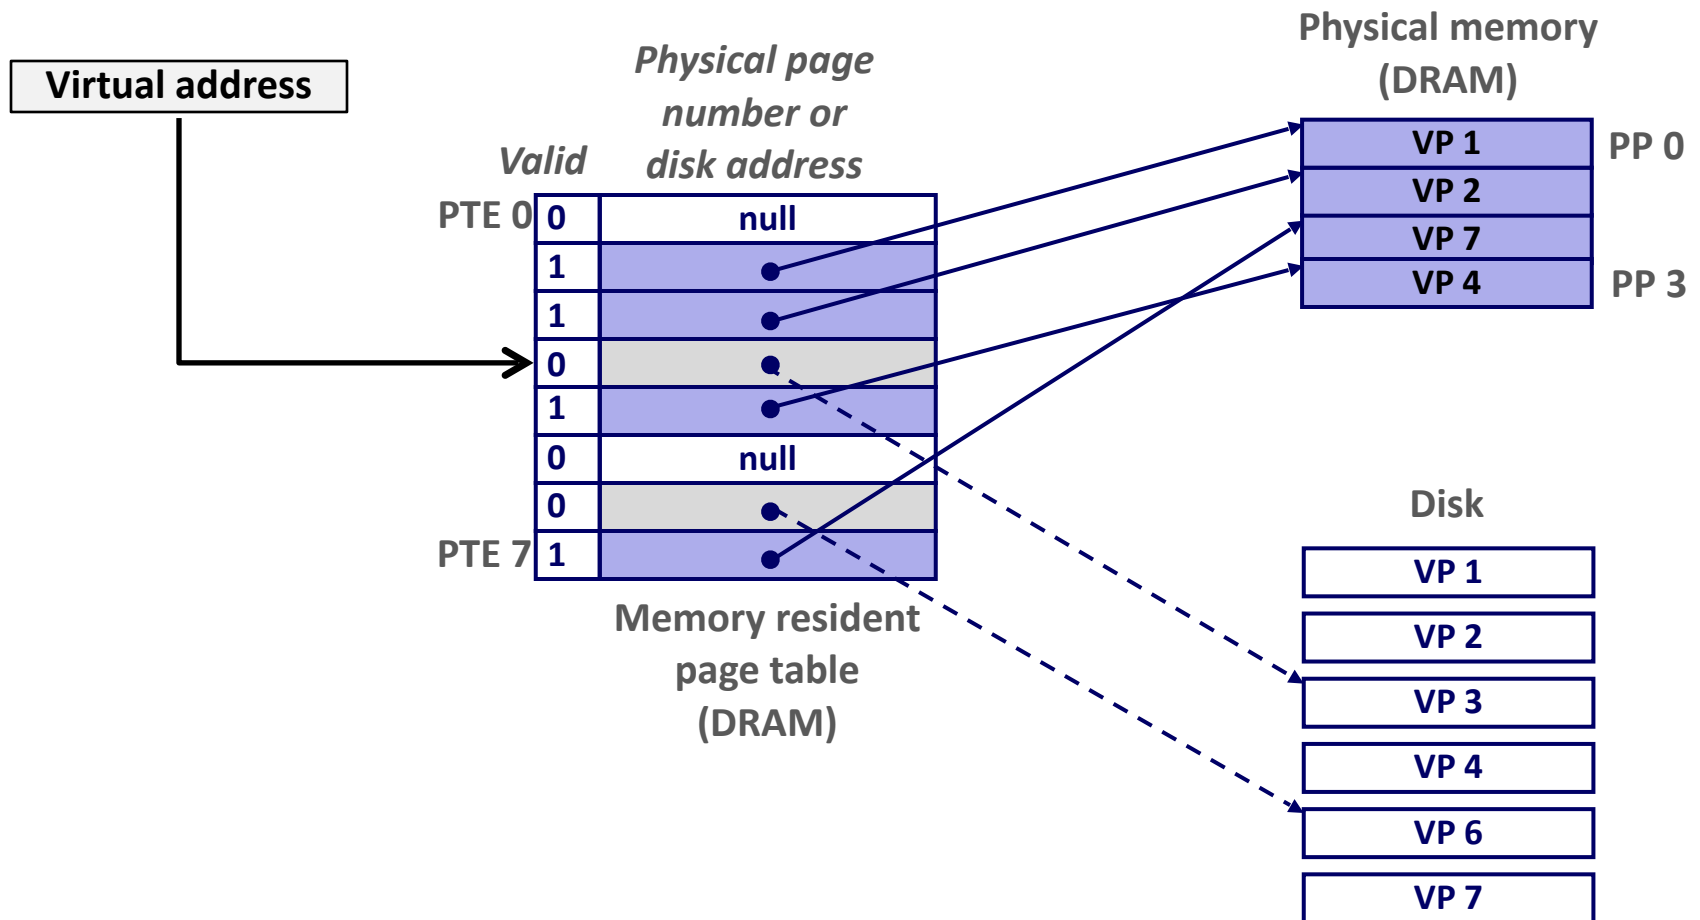 Virtual address
Physical page
number or
disk address
Valid
PTE 0
0
null
1
1
0
1
0
null
0
PTE 7
1
Memory resident
page table
(DRAM)
Physical memory
(DRAM)
VP 1
PP 0
VP 2
VP 7
VP 4
PP 3
Disk
VP 1
VP 2
VP 3
VP 4
VP 6
VP 7